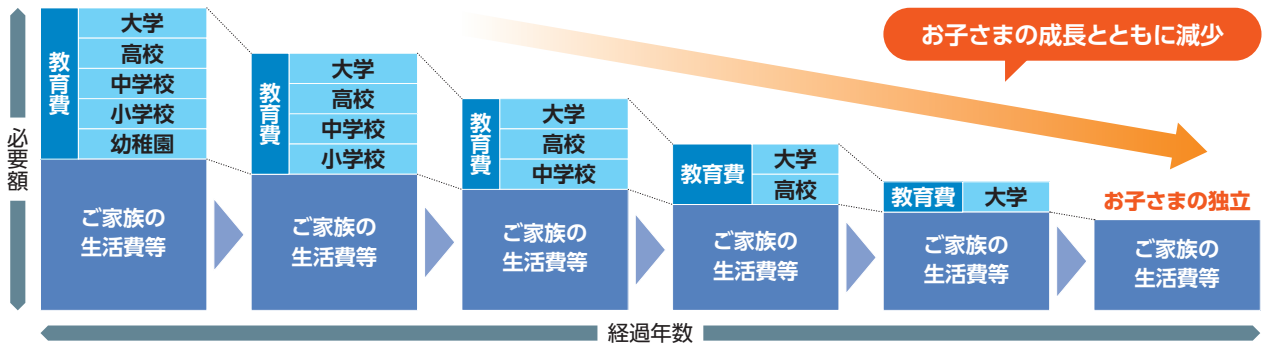 お子さまの成長とともに減少
必要額
教育費
大学
高校
中学校
小学校
幼稚園
ご家族の
生活費等
教育費
大学
高校
中学校
小学校
ご家族の
生活費等
教育費
大学
高校
中学校
ご家族の
生活費等
教育費
大学
高校
ご家族の
生活費等
教育費
大学
ご家族の
生活費等
お子さまの独立
ご家族の
生活費等
経過年数